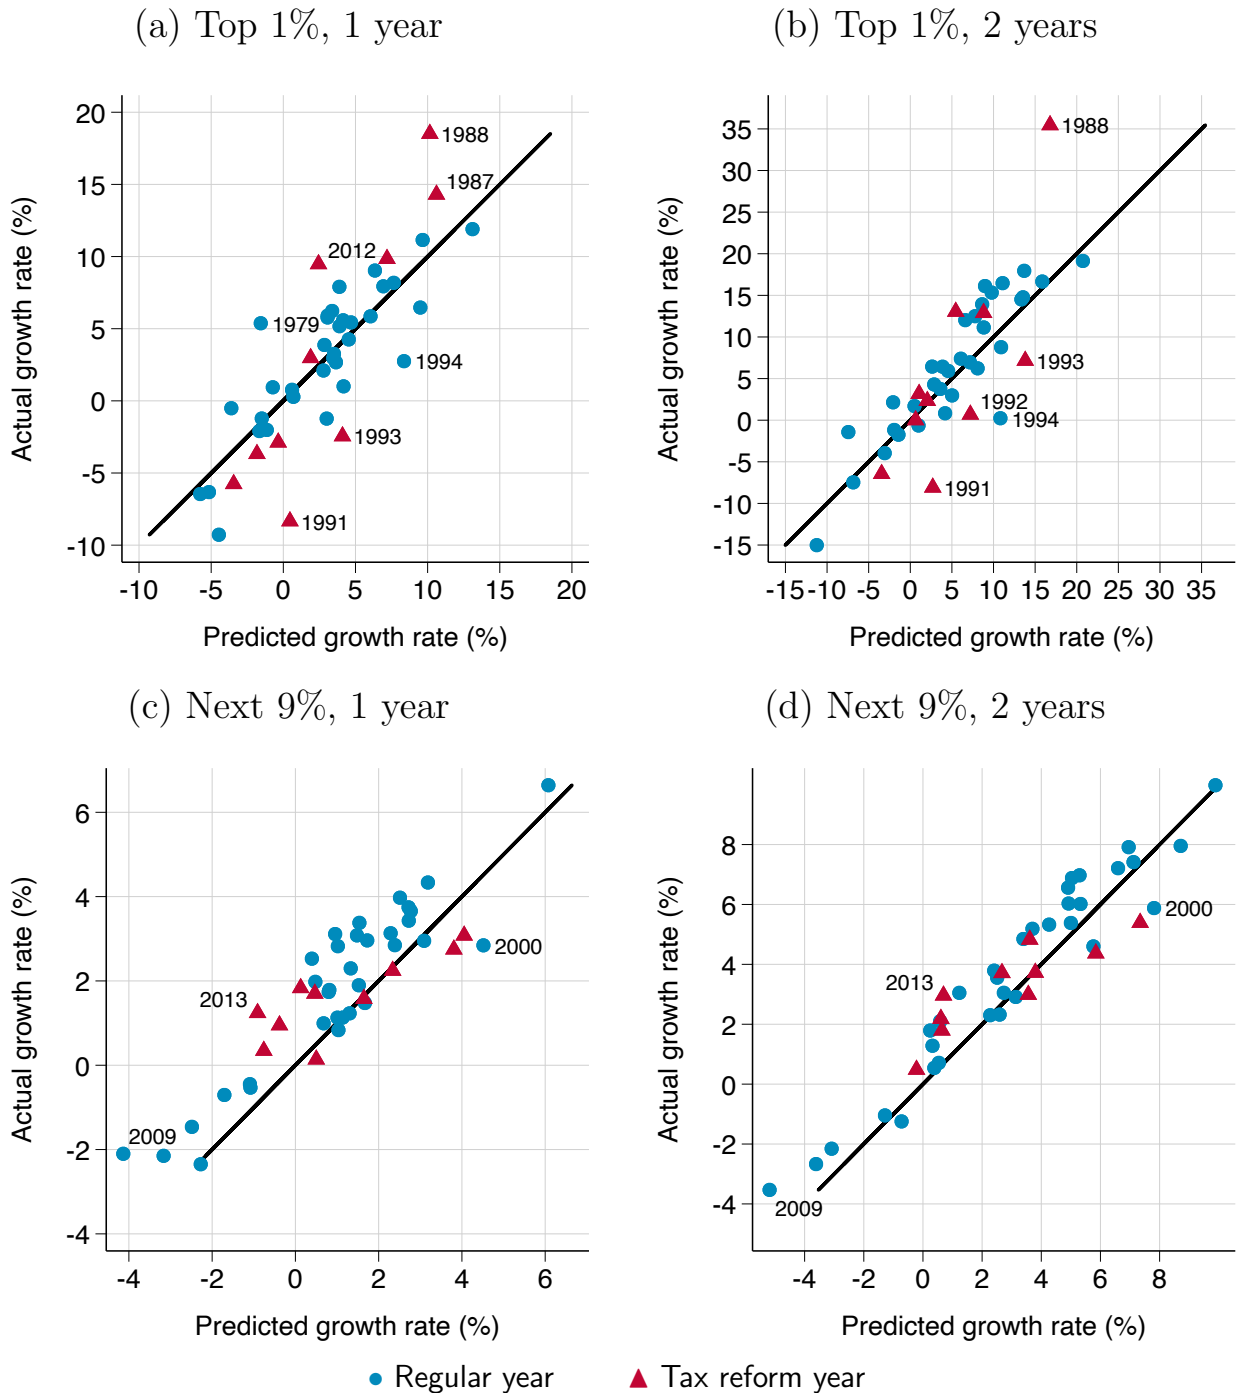 (a) Top 1%, 1 year
20
15
10
5
0
-5
-10
Actual growth rate (%)
1988
1987
2012
1979
1994
1993
1991
-10 -5 0 5 10 15 20
Predicted growth rate (%)
(b) Top 1%, 2 years
35
30
25
20
15
10
5
0
-5
-10
-15
Actual growth rate (%)
1988
1993
1992
1994
1991
-15 -10 -5 0 5 10 15 20 25 30 35
Predicted growth rate (%)
(c) Next 9%, 1 year
6
4
2
0
-2
-4
Actual growth rate (%)
2000
2013
2009
-4 -2 0 2 4 6
Predicted growth rate (%)
(d) Next 9%, 2 years
8
6
4
2
0
-2
-4
Actual growth rate (%)
2000
2013
2009
-4 -2 0 2 4 6 8
Predicted growth rate (%)
Regular year
Tax reform year